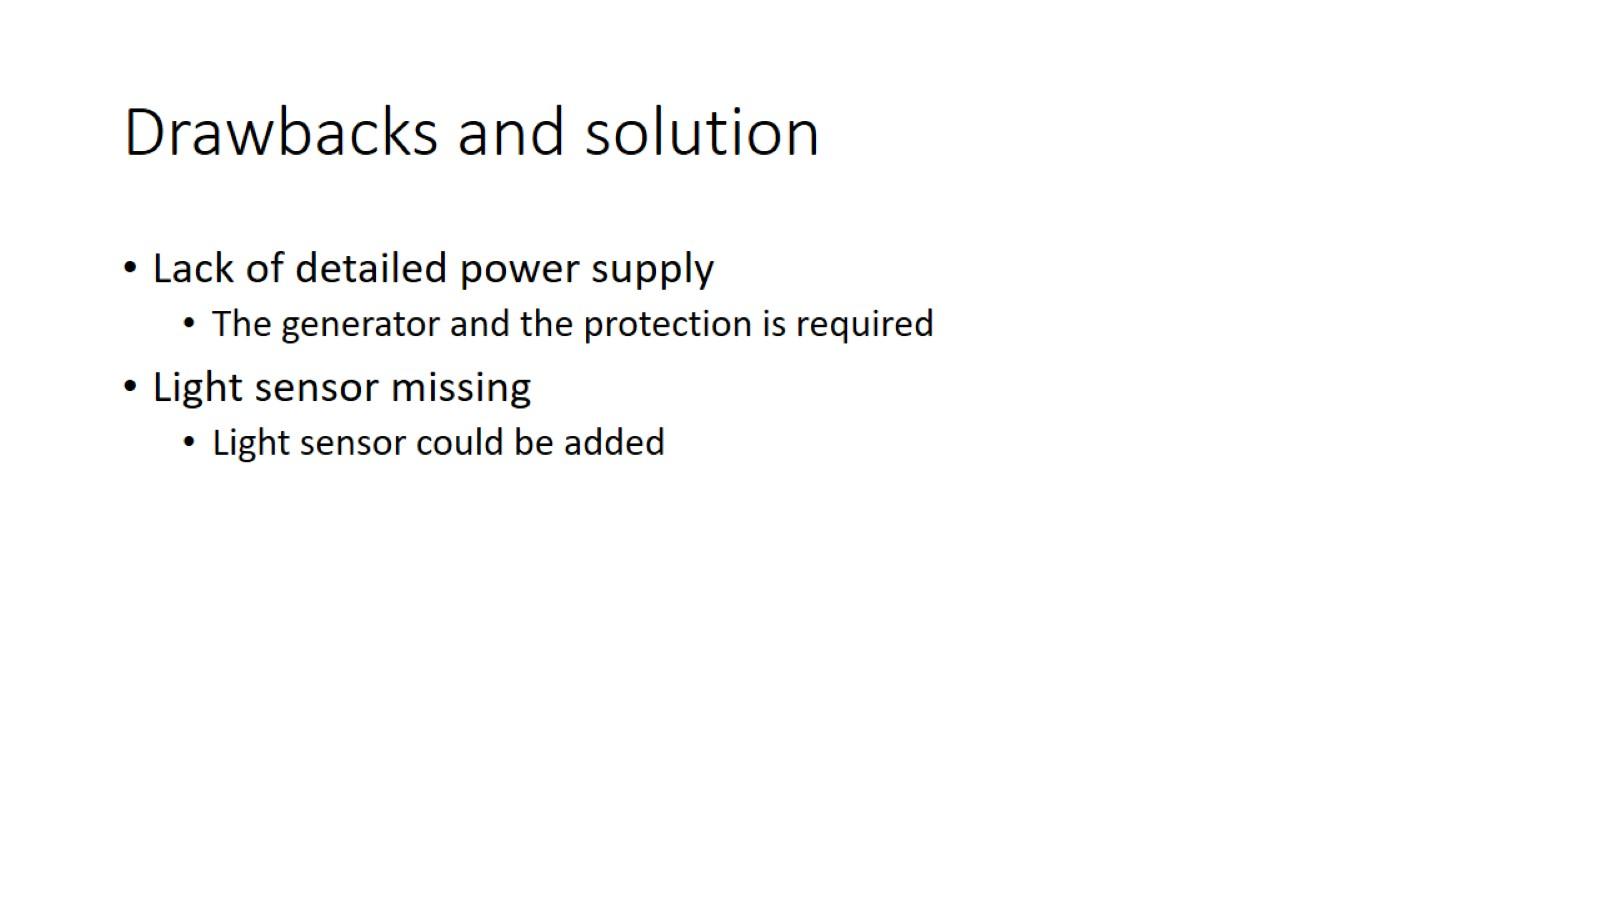 Drawbacks and solution
• Lack of detailed power supply
• The generator and the protection is required
• Light sensor missing
• Light sensor could be added